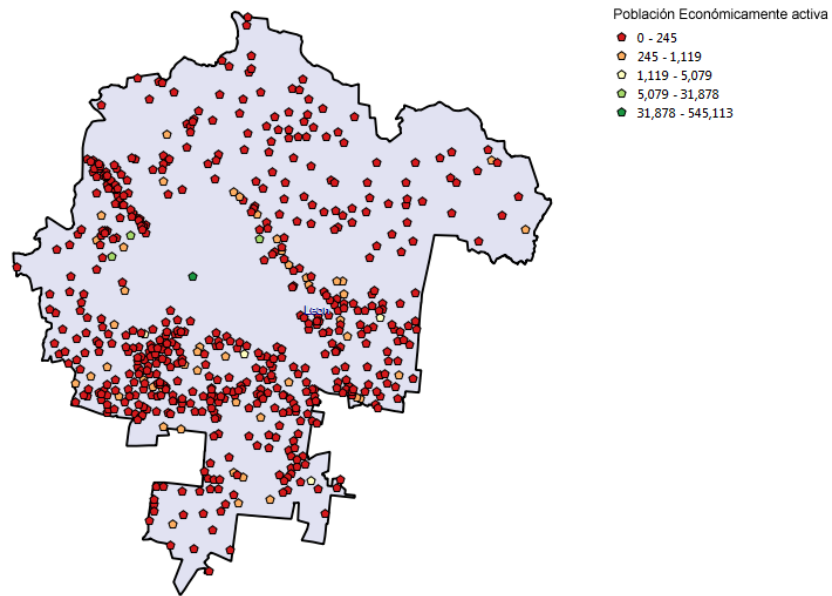 Población Económicamente activa
0 - 245
245 - 1,119
1,119 - 5,079
5,079 - 31,878
31,878 - 545,113
León